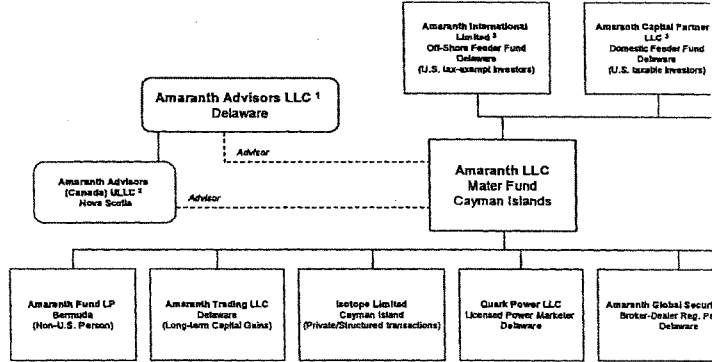 Amaranth International
Limited 3
Off-Shore Feeder Fund
Delaware
(U.S. tax-exempt investors)
Amaranth Capital Partner
LLC 3
Domestic Feeder Fund
Delaware
(U.S. taxable investors)
Amaranth Advisors LLC 1
Delaware
Advisor
Amaranth Advisors
(Canada) ULLC 2
Nova Scotia
Advisor
Amaranth LLC
Mater Fund
Cayman Islands
Amaranth Fund LP
Bermuda
(Non-U.S. Person)
Amaranth Trading LLC
Delaware
(Long-term Capital Gains)
Isotope Limited
Cayman Island
(Private/Structured transactions)
Quark Power LLC
Licensed Power Marketer
Delaware
Amaranth Global Securi
Broker-Dealer Reg. Pe
Delaware